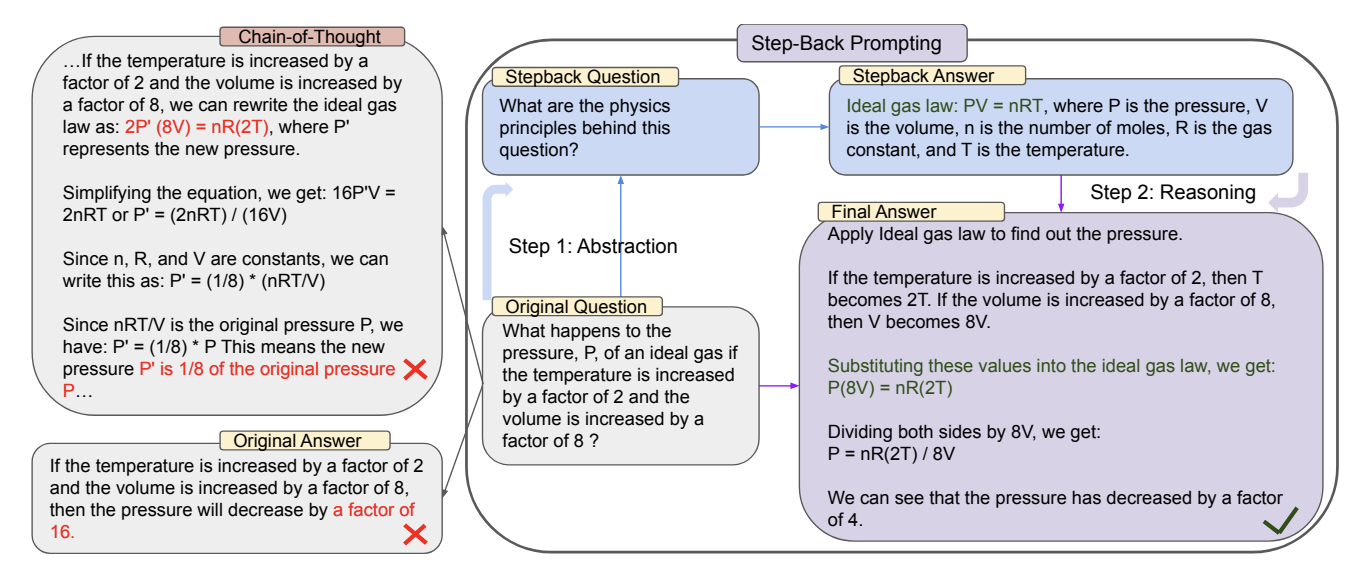 Chain-of-Thought
…If the temperature is increased by a
factor of 2 and the volume is increased by
a factor of 8, we can rewrite the ideal gas
law as: 2P' (8V) = nR(2T), where P'
represents the new pressure.
Simplifying the equation, we get: 16P'V =
2nRT or P' = (2nRT) / (16V)
Since n, R, and V are constants, we can
write this as: P' = (1/8) * (nRT/V)
Since nRT/V is the original pressure P, we
have: P' = (1/8) * P This means the new
pressure P' is 1/8 of the original pressure
P…
Original Answer
If the temperature is increased by a factor of 2
and the volume is increased by a factor of 8,
then the pressure will decrease by a factor of
16.
Step-Back Prompting
Stepback Question
What are the physics
principles behind this
question?
Stepback Answer
Ideal gas law: PV = nRT, where P is the pressure, V
is the volume, n is the number of moles, R is the gas
constant, and T is the temperature.
Step 1: Abstraction
Step 2: Reasoning
Original Question
What happens to the
pressure, P, of an ideal gas if
the temperature is increased
by a factor of 2 and the
volume is increased by a
factor of 8 ?
Final Answer
Apply Ideal gas law to find out the pressure.
If the temperature is increased by a factor of 2, then T
becomes 2T. If the volume is increased by a factor of 8,
then V becomes 8V.
Substituting these values into the ideal gas law, we get:
P(8V) = nR(2T)
Dividing both sides by 8V, we get:
P = nR(2T) / 8V
We can see that the pressure has decreased by a factor
of 4.